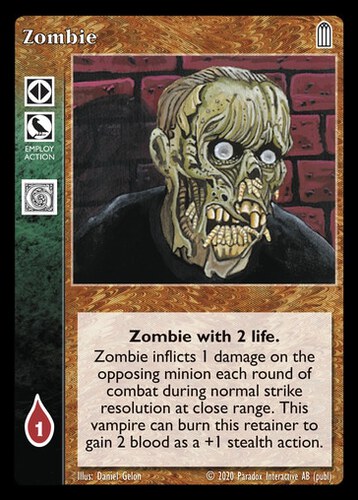 Zombie
EMPLOY
ACTION
Zombie with 2 life.
Zombie inflicts 1 damage on the
opposing minion each round of
combat during normal strike
resolution at close range. This
vampire can burn this retainer to
gain 2 blood as a +1 stealth action.
1
Illus: Daniel Gelon © 2020 Paradox Interactive AB (publ)